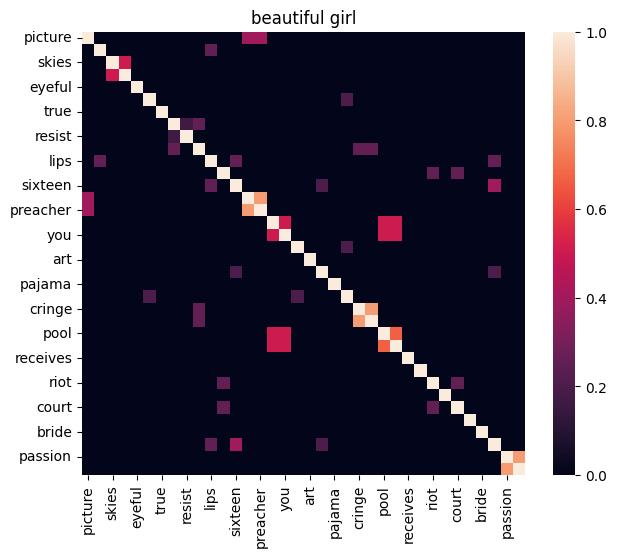 beautiful girl
picture
skies
eyeful
true
resist
lips
sixteen
preacher
you
art
pajama
cringe
pool
receives
riot
court
bride
passion
1.0
0.8
0.6
0.4
0.2
0.0
picture
skies
eyeful
true
resist
lips
sixteen
preacher
you
art
pajama
cringe
pool
receives
riot
court
bride
passion